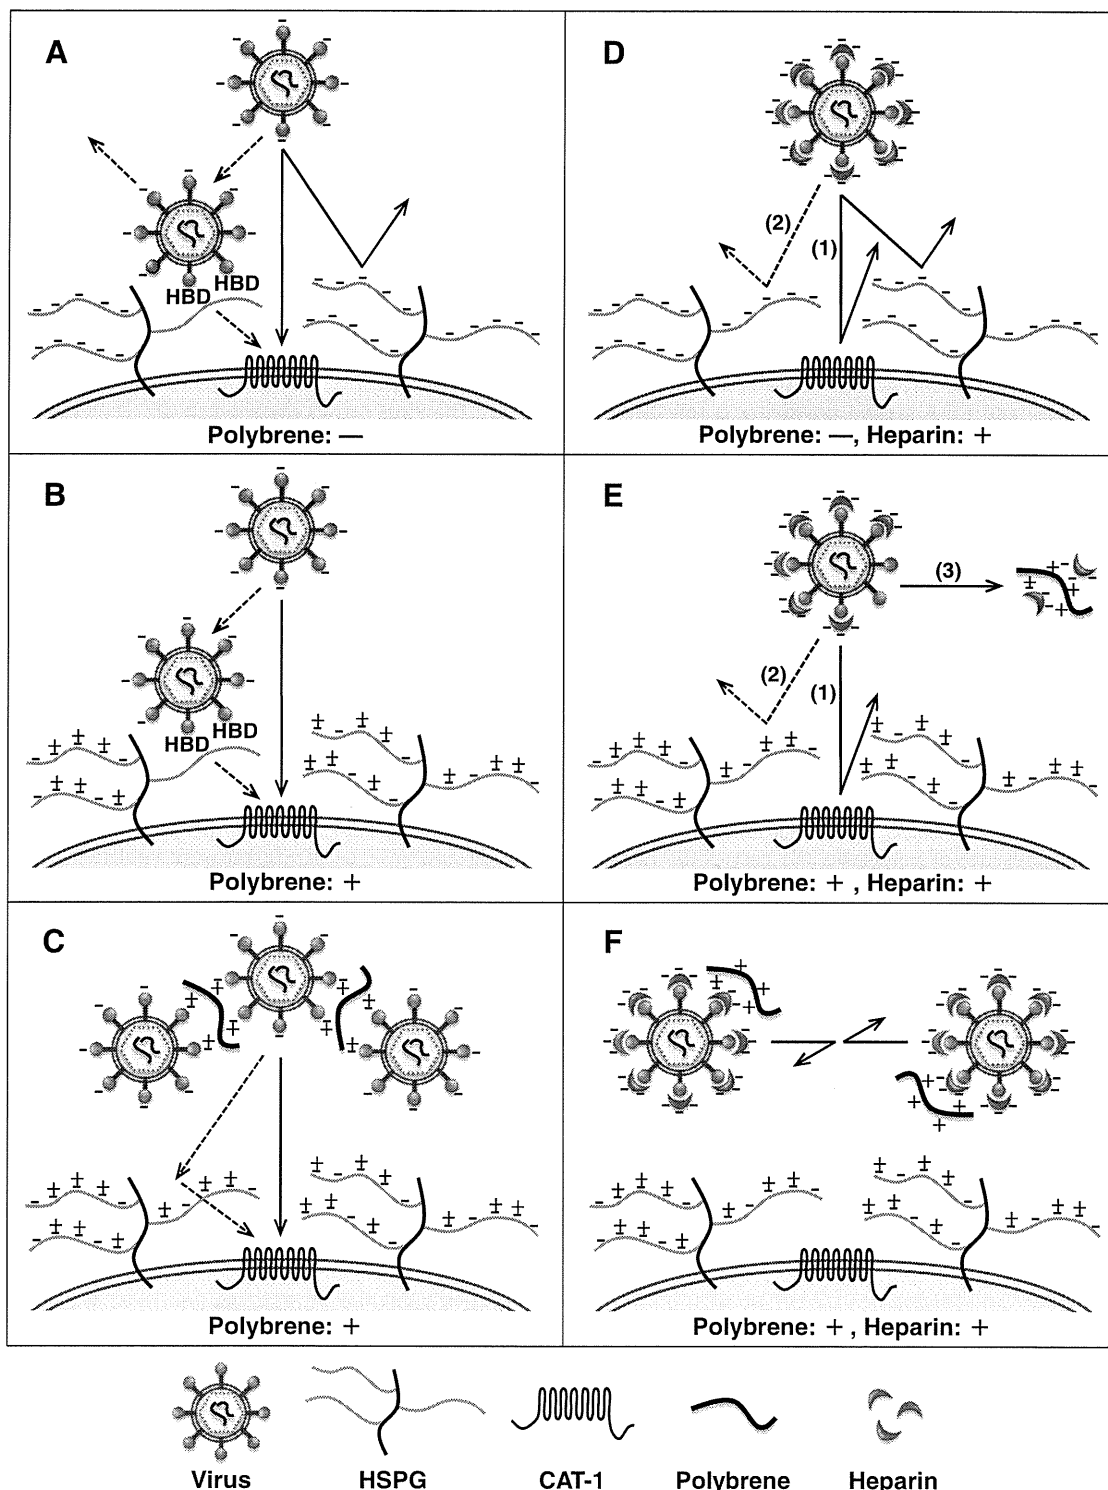 A
HBD
HBD
Polybrene: —
B
HBD
HBD
Polybrene: +
C
Polybrene: +
D
(2)
(1)
Polybrene: —, Heparin: +
E
(3)
(2)
(1)
Polybrene: + , Heparin: +
F
Polybrene: + , Heparin: +
Virus
HSPG
CAT-1
Polybrene
Heparin